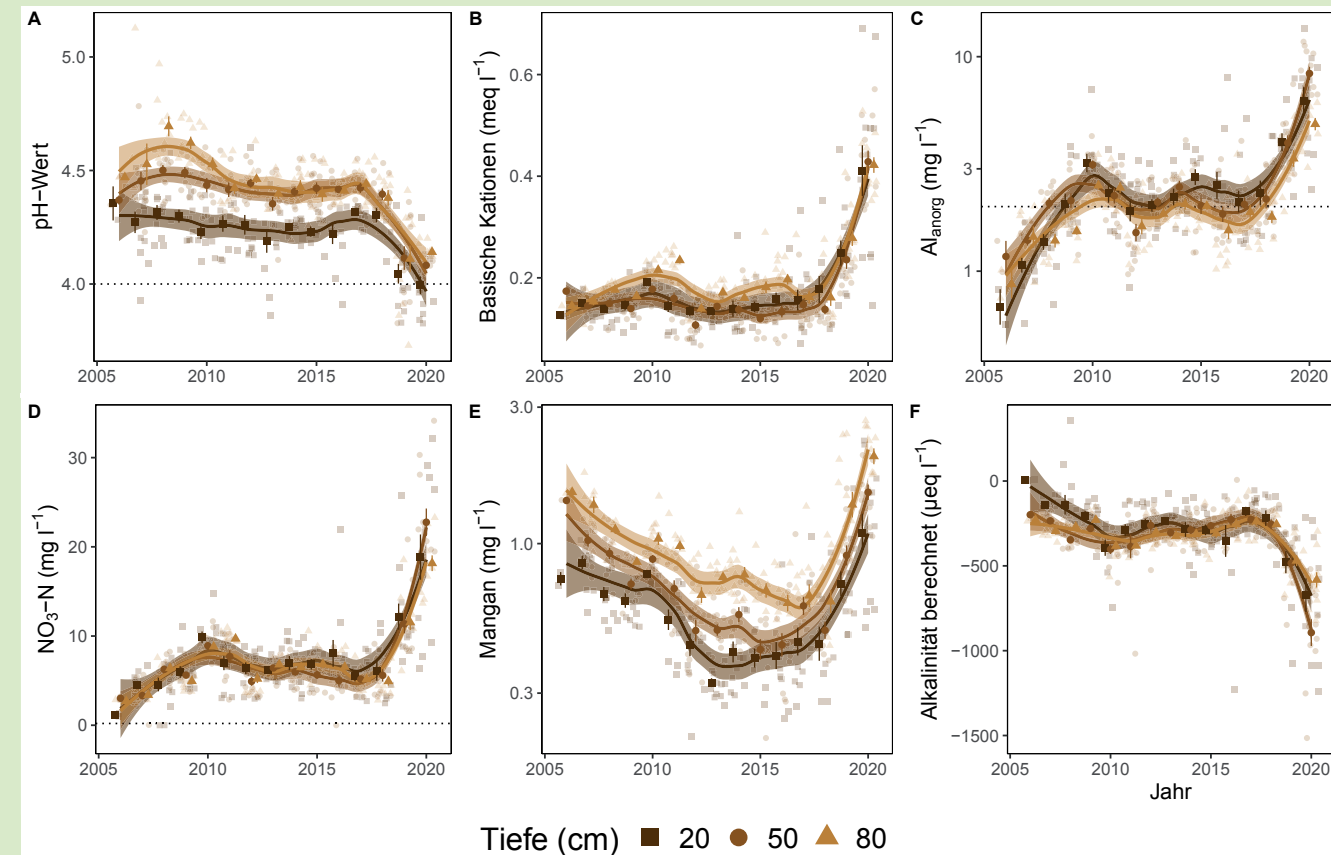 A
pH−Wert
5.0
4.5
4.0
2005 2010 2015 2020
B
Basische Kationen (meq l−1)
0.6
0.4
0.2
2005 2010 2015 2020
C
Alanorg (mg l−1)
10
3
1
2005 2010 2015 2020
D
NO3−N (mg l−1)
30
20
10
0
2005 2010 2015 2020
E
Mangan (mg l−1)
3.0
1.0
0.3
2005 2010 2015 2020
F
Alkalinität berechnet (µeq l−1)
0
−500
−1000
−1500
2005 2010 2015 2020
Jahr
Tiefe (cm) 20 50 80